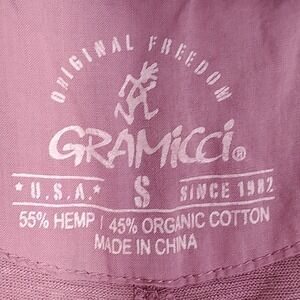 ORIGINAL FREEDOM
GRAMicci®
*U.S.A.* S SINCE 1982
55% HEMP | 45% ORGANIC COTTON
MADE IN CHINA